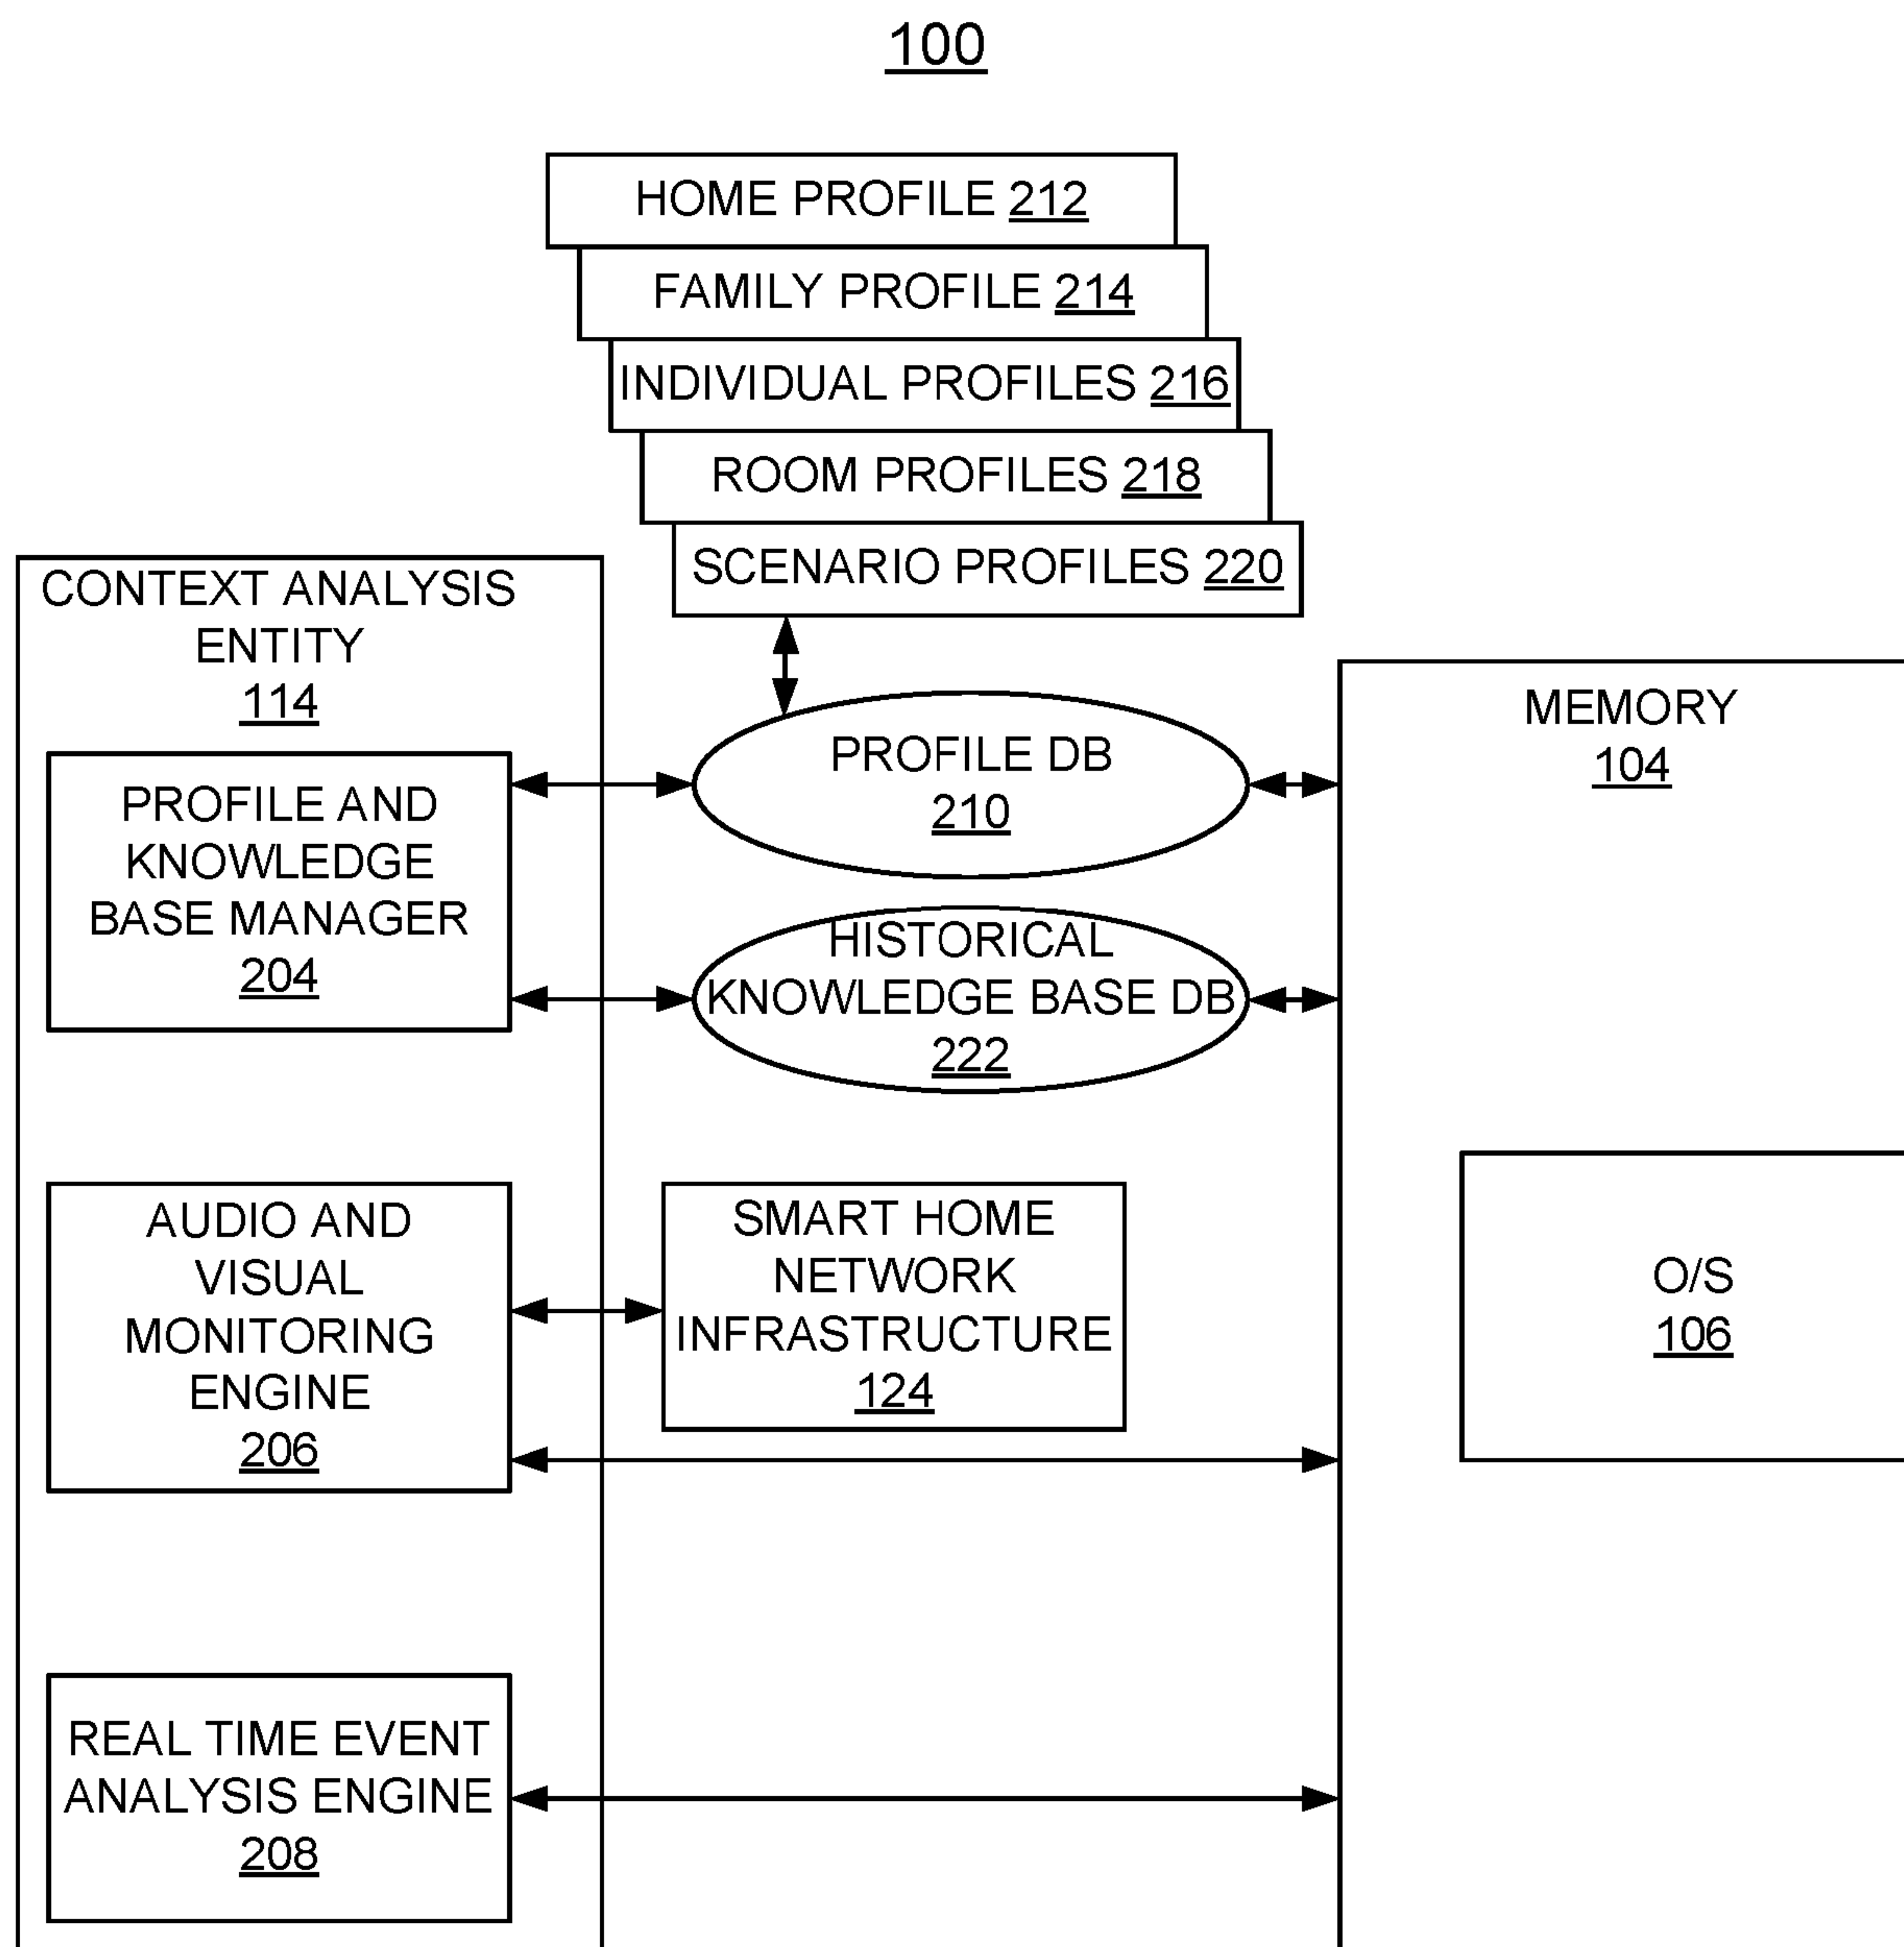 100
HOME PROFILE 212
FAMILY PROFILE 214
INDIVIDUAL PROFILES 216
ROOM PROFILES 218
SCENARIO PROFILES 220
CONTEXT ANALYSIS
ENTITY
114
PROFILE AND
KNOWLEDGE
BASE MANAGER
204
PROFILE DB
210
HISTORICAL
KNOWLEDGE BASE DB
222
MEMORY
104
AUDIO AND
VISUAL
MONITORING
ENGINE
206
SMART HOME
NETWORK
INFRASTRUCTURE
124
O/S
106
REAL TIME EVENT
ANALYSIS ENGINE
208